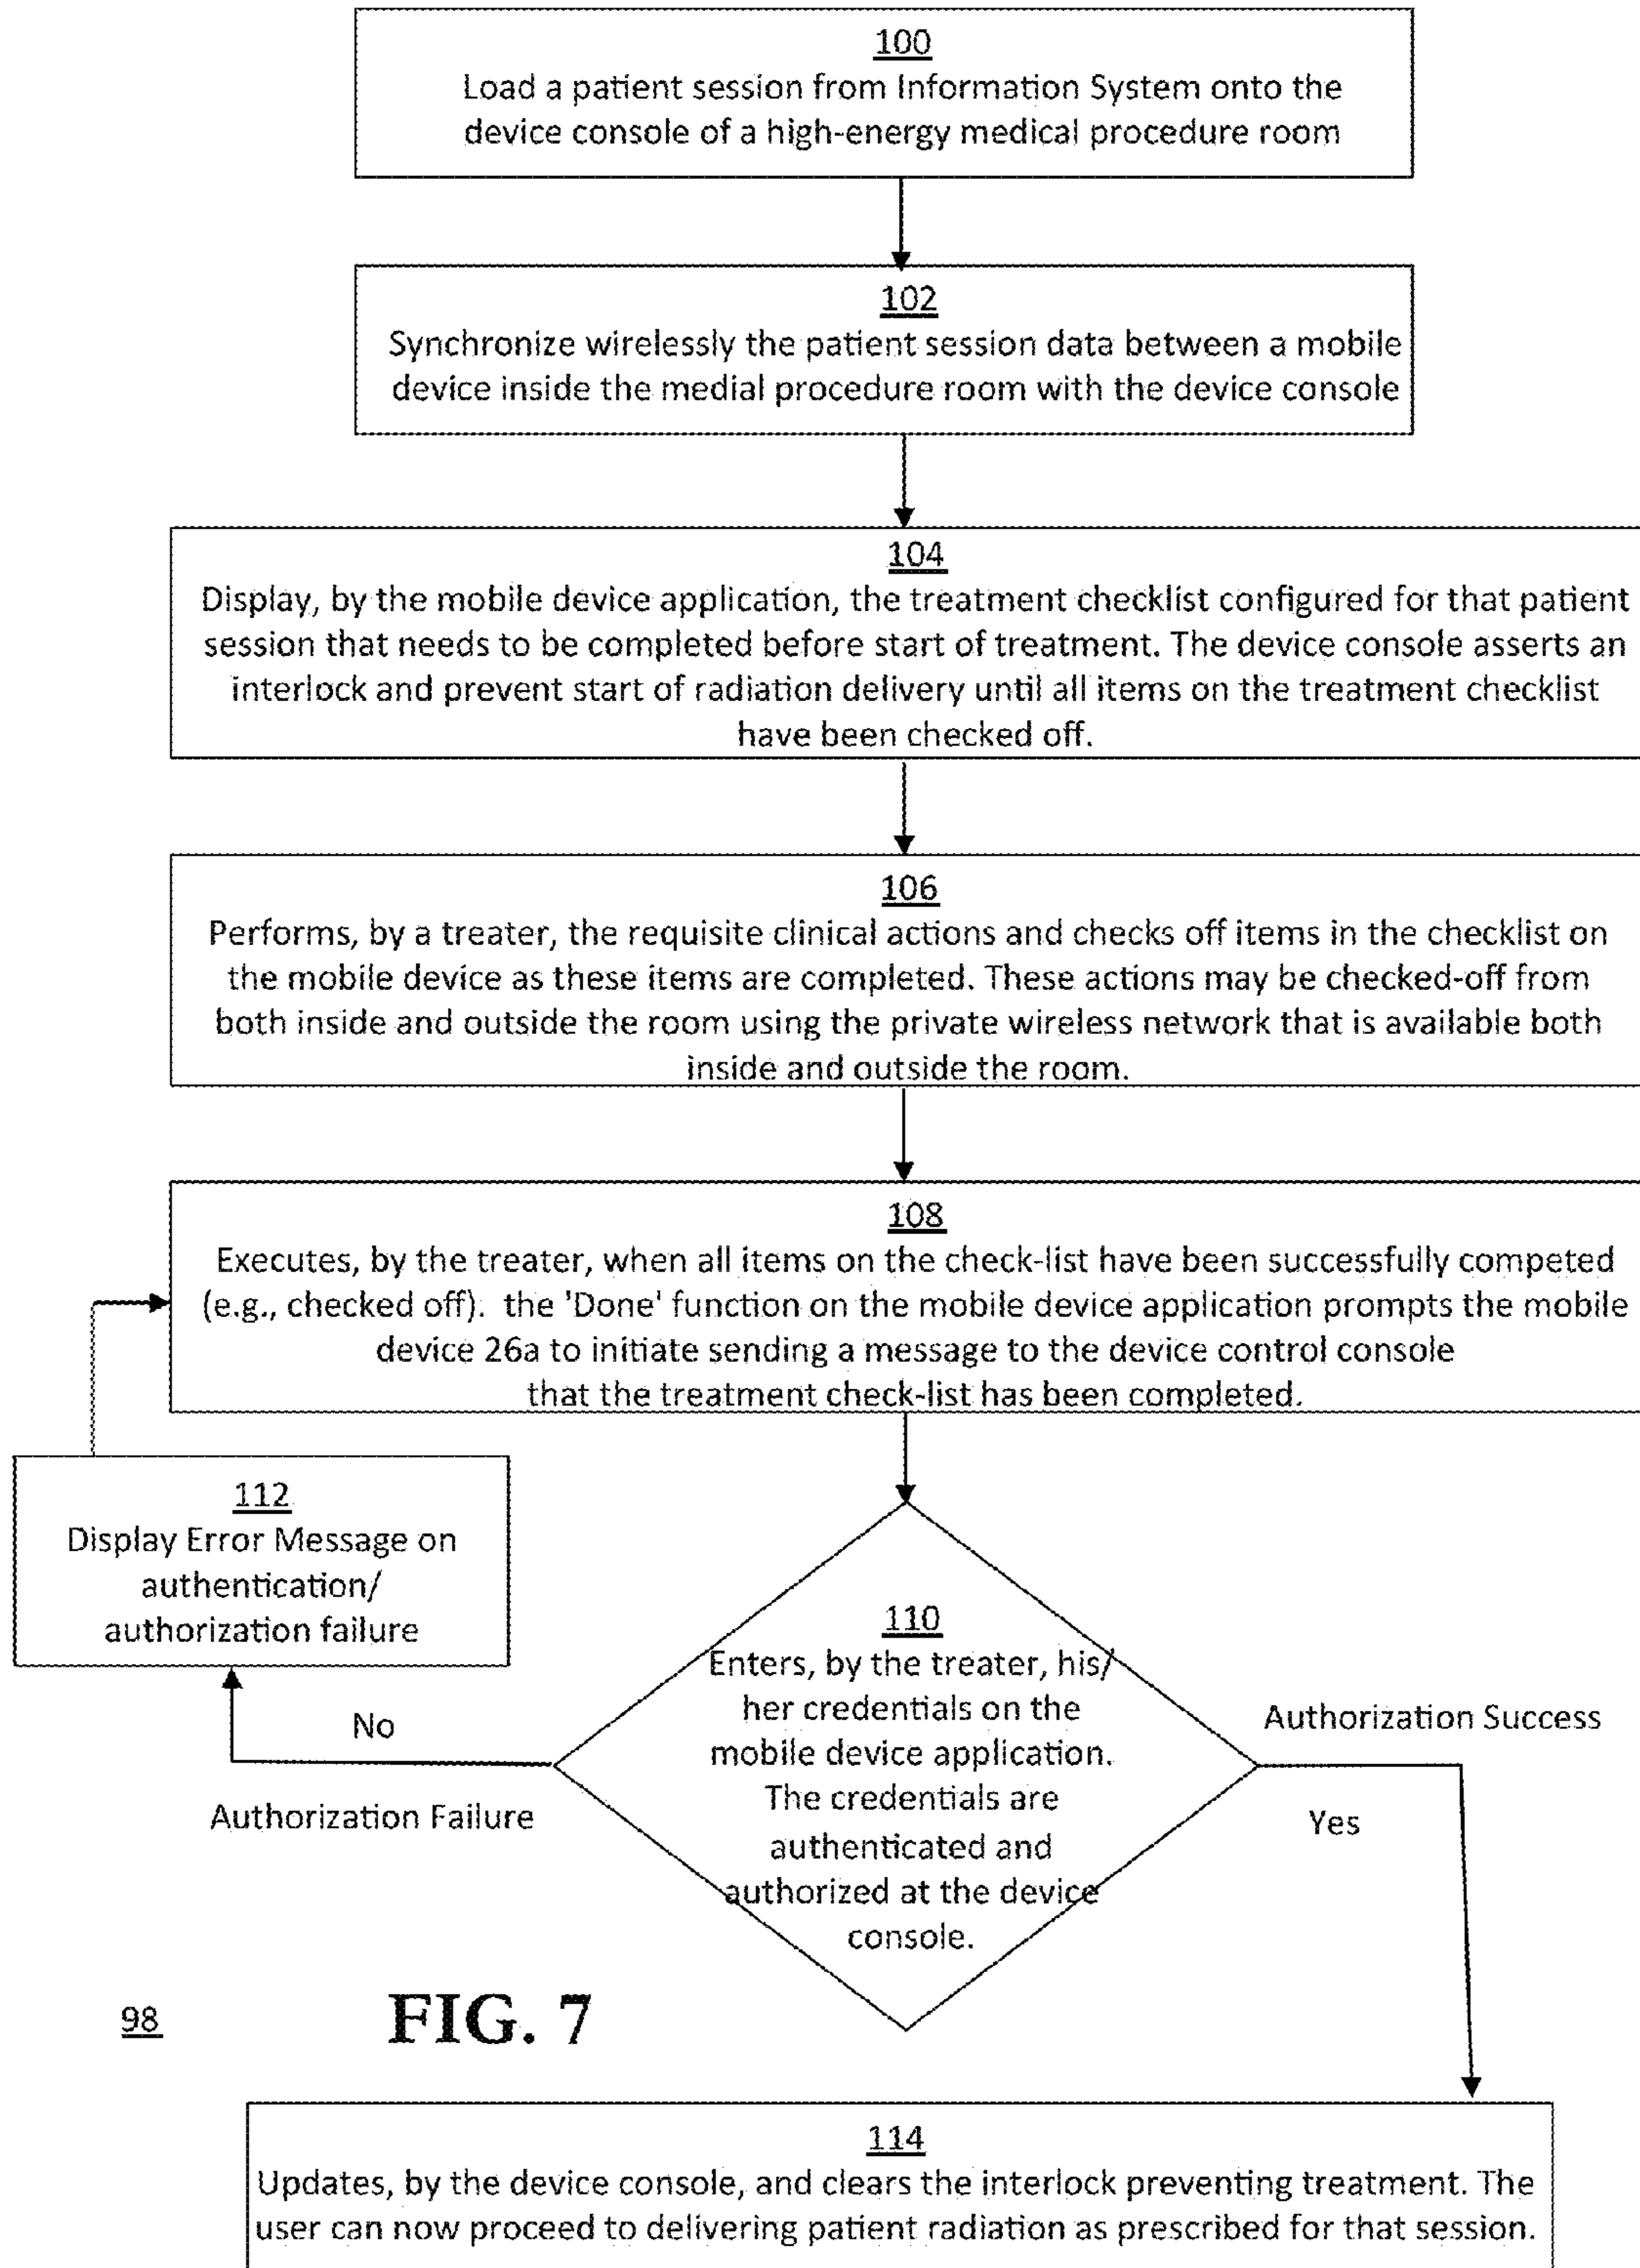 100
Load a patient session from Information System onto the
device console of a high-energy medical procedure room
102
Synchronize wirelessly the patient session data between a mobile
device inside the medial procedure room with the device console
104
Display, by the mobile device application, the treatment checklist configured for that patient
session that needs to be completed before start of treatment. The device console asserts an
interlock and prevent start of radiation delivery until all items on the treatment checklist
have been checked off.
106
Performs, by a treater, the requisite clinical actions and checks off items in the checklist on
the mobile device as these items are completed. These actions may be checked-off from
both inside and outside the room using the private wireless network that is available both
inside and outside the room.
108
Executes, by the treater, when all items on the check-list have been successfully competed
(e.g., checked off). the 'Done' function on the mobile device application prompts the mobile
device 26a to initiate sending a message to the device control console
that the treatment check-list has been completed.
112
Display Error Message on
authentication/
authorization failure
110
Enters, by the treater, his/
her credentials on the
mobile device application.
The credentials are
authenticated and
authorized at the device
console.
No
Authorization Failure
Authorization Success
Yes
98
FIG. 7
114
Updates, by the device console, and clears the interlock preventing treatment. The
user can now proceed to delivering patient radiation as prescribed for that session.